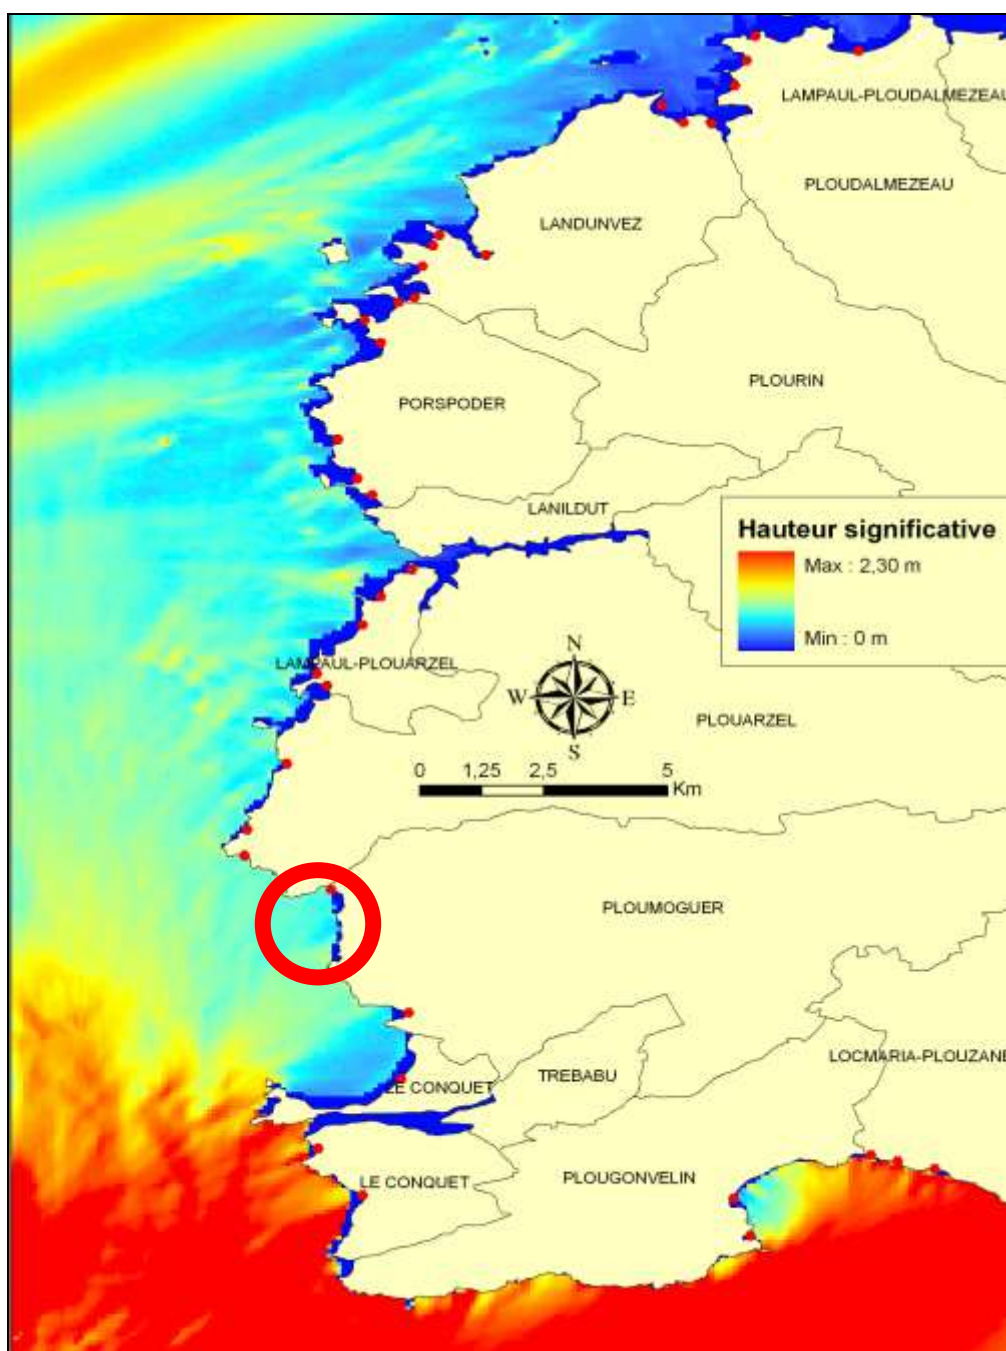 LAMPAUL-PLOUDALMEZEAU
PLOUDALMEZEAU
LANDUNVEZ
PLOURIN
PORSPODER
LANILDUT
Hauteur significative
Max : 2,30 m
Min : 0 m
LAMPAUL-PLOUARZEL
N
W
E
S
PLOUARZEL
0 1,25 2,5 5
Km
PLOUMOGUER
LOCMARIA-PLOUZANE
TREBABU
LE CONQUET
PLOUGONVELIN
LE CONQUET